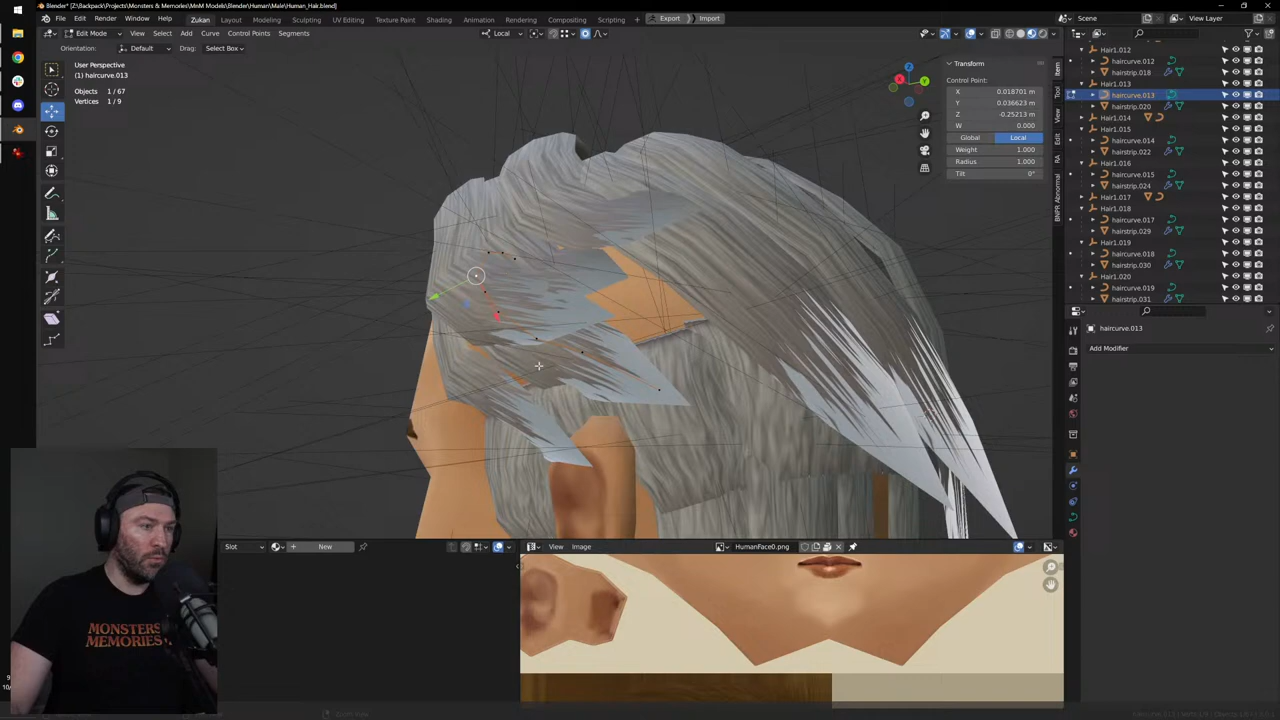 Blender* [Z:\Backpack\Projects\Monsters & Memories\MnM Models\Blender\Human\Male\Human_Hair.blend]
File Edit Render Window Help Zukan Layout Modeling Sculpting UV Editing Texture Paint Shading Animation Rendering Compositing Scripting + Export Import Scene View Layer
Edit Mode View Select Add Curve Control Points Segments Local
Orientation: Default Drag: Select Box
User Perspective
(1) haircurve.013
Objects 1 / 67
Vertices 1 / 9
Transform
Control Point:
X 0.018701 m
Y 0.036623 m
Z -0.25213 m
W 0.000
Global Local
Weight 1.000
Radius 1.000
Tilt 0°
Item
Tool
View
Edit
RA
BNPR Abnormal
Hair1.012
haircurve.012
hairstrip.018
Hair1.013
haircurve.013
hairstrip.020
Hair1.014
Hair1.015
haircurve.014
hairstrip.022
Hair1.016
haircurve.015
hairstrip.024
Hair1.017
Hair1.018
haircurve.017
hairstrip.029
Hair1.019
haircurve.018
hairstrip.030
Hair1.020
haircurve.019
hairstrip.031
haircurve.013
Add Modifier
Slot + New
View Image HumanFace0.png
MONSTERS
MEMORIES